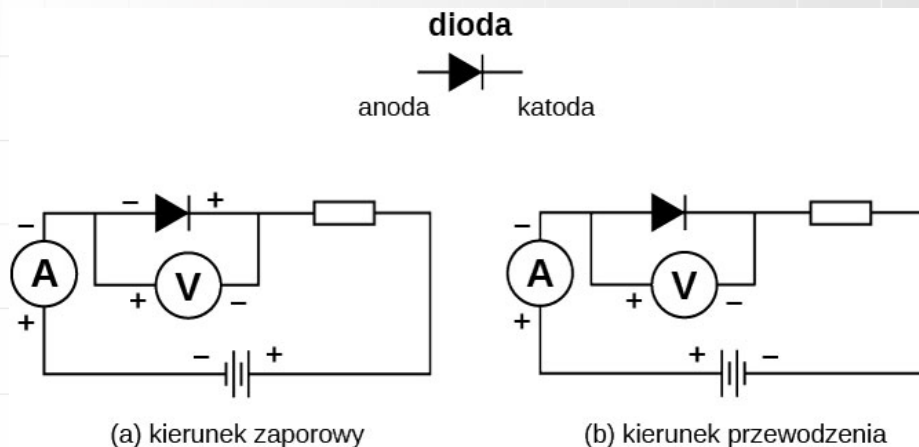 dioda
anoda katoda
− +
− −
A V A V
+ − + −
+ +
− + + −
(a) kierunek zaporowy (b) kierunek przewodzenia